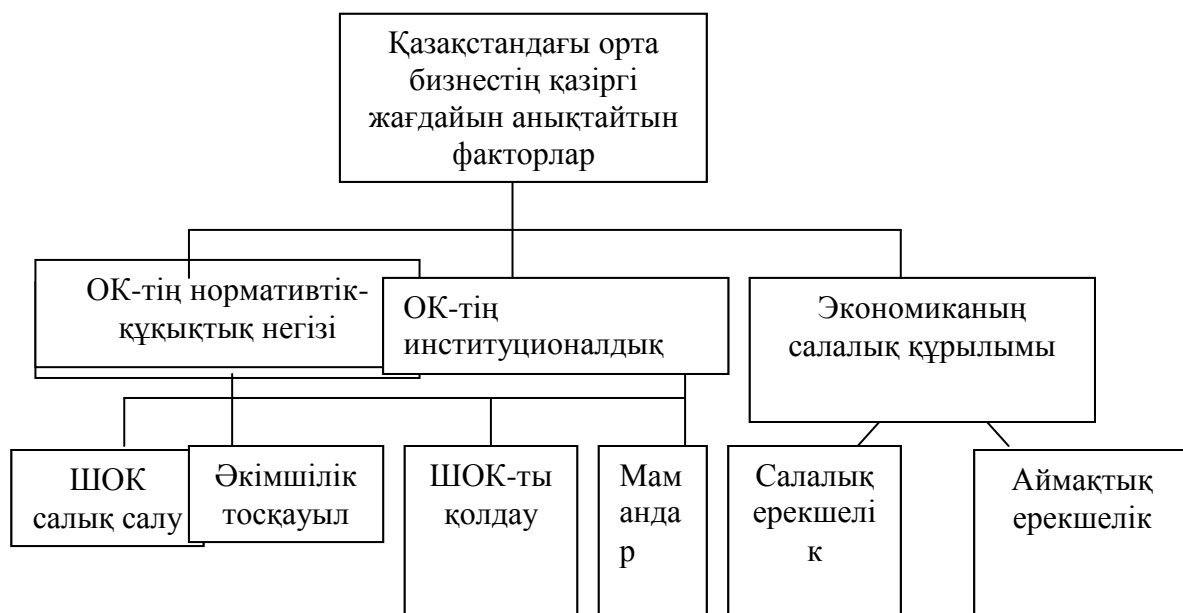 Қазақстандағы орта
бизнестің қазіргі
жағдайын анықтайтын
факторлар
ОК-тің нормативтік-
құқықтық негізі
ОК-тің
институционалдық
Экономиканың
салалық құрылымы
ШОК
салық салу
Әкімшілік
тосқауыл
ШОК-ты
қолдау
Мам
андар
р
Салалық
ерекшелі
к
Аймақтық
ерекшелік